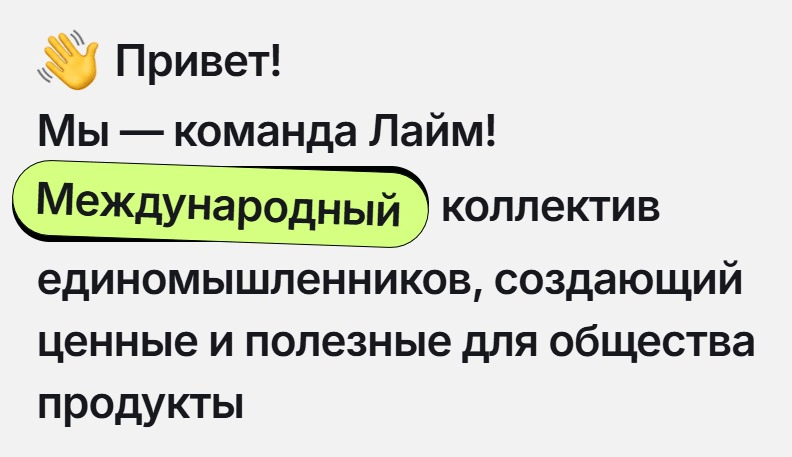 👋 Привет!
Мы — команда Лайм!
Международный коллектив
единомышленников, создающий
ценные и полезные для общества
продукты